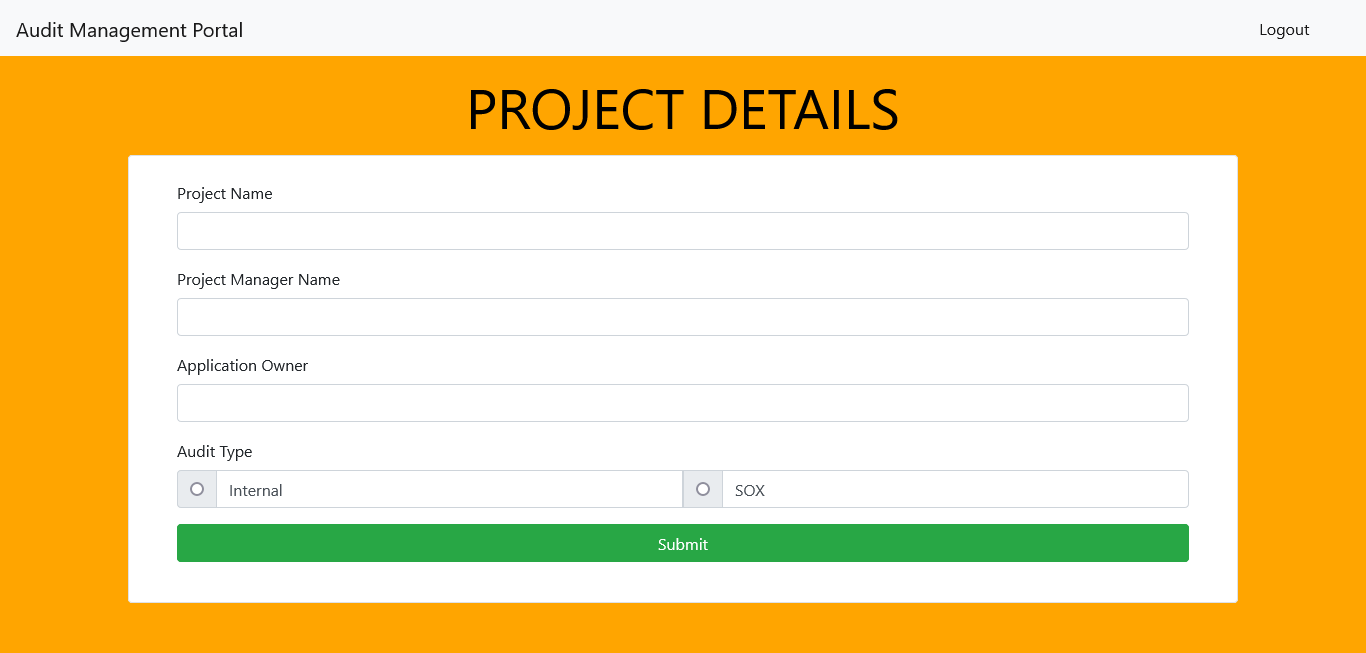 Audit Management Portal
Logout
PROJECT DETAILS
Project Name
Project Manager Name
Application Owner
Audit Type
Internal
SOX
Submit